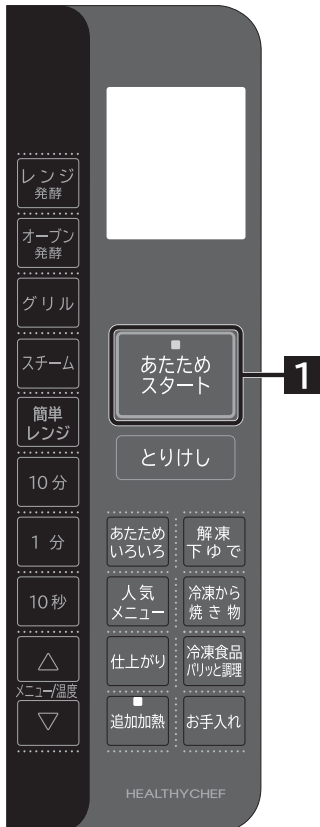 レンジ
発酵
オーブン
発酵
グリル
スチーム
簡単
レンジ
10分
1分
10秒
△
メニュー/温度
▽
あたため
スタート
1
とりけし
あたため
いろいろ
解凍
下ゆで
人気
メニュー
冷凍から
焼き物
仕上がり
冷凍食品
パリッと調理
追加加熱
お手入れ
HEALTHYCHEF